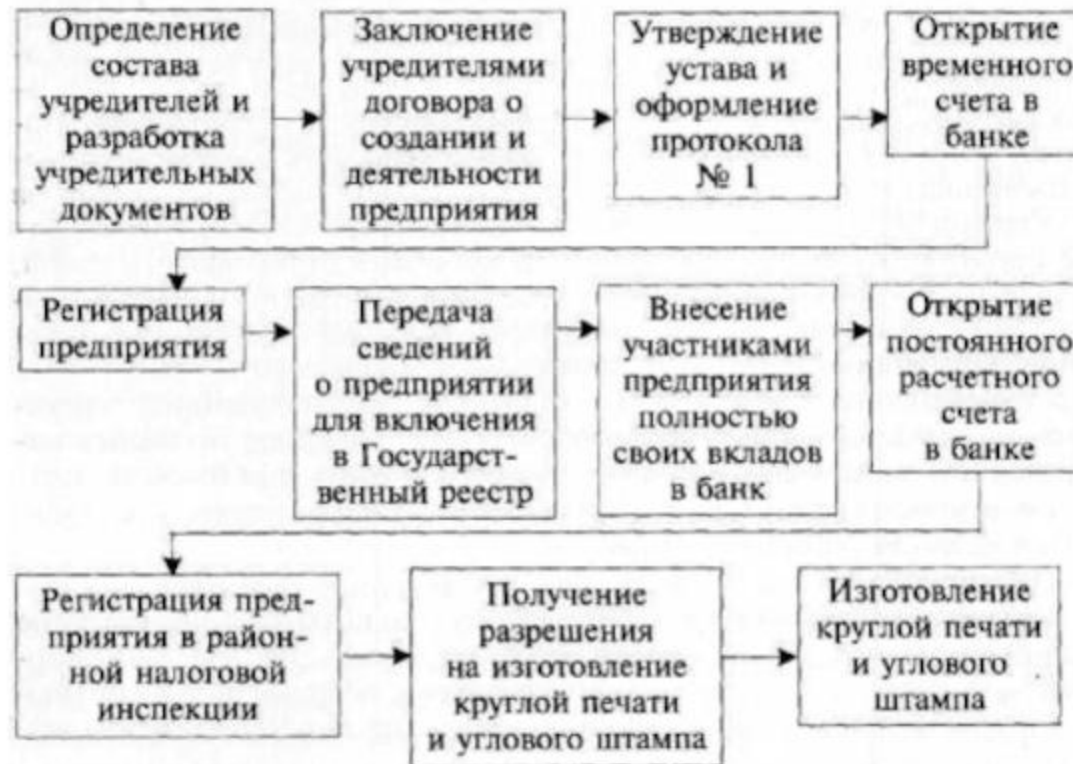 Определение
состава
учредителей и
разработка
учредительных
документов
Заключение
учредителями
договора о
создании и
деятельности
предприятия
Утверждение
устава и
оформление
протокола
№ 1
Открытие
временного
счета в
банке
Регистрация
предприятия
Передача
сведений
о предприятии
для включения
в Государст-
венный реестр
Внесение
участниками
предприятия
полностью
своих вкладов
в банк
Открытие
постоянного
расчетного
счета
в банке
Регистрация пред-
приятия в район-
ной налоговой
инспекции
Получение
разрешения
на изготовление
круглой печати
и углового штампа
Изготовление
круглой печати
и углового
штампа